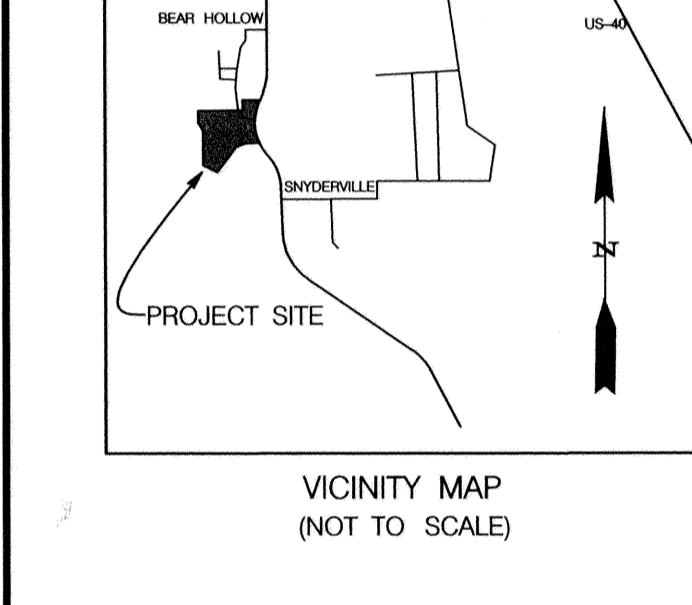 BEAR HOLLOW
US-40
SNYDERVILLE
N
PROJECT SITE
VICINITY MAP
(NOT TO SCALE)